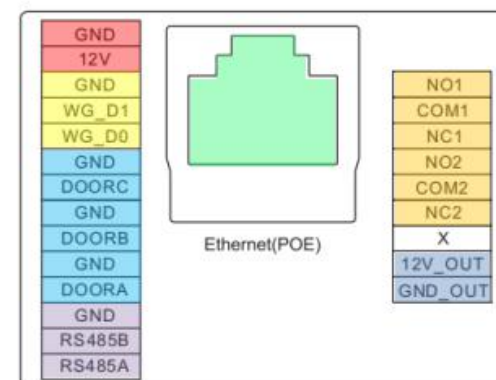 GND
12V
GND
WG_D1
WG_D0
GND
DOORC
GND
DOORB
GND
DOORA
GND
RS485B
RS485A
Ethernet(POE)
NO1
COM1
NC1
NO2
COM2
NC2
X
12V_OUT
GND_OUT